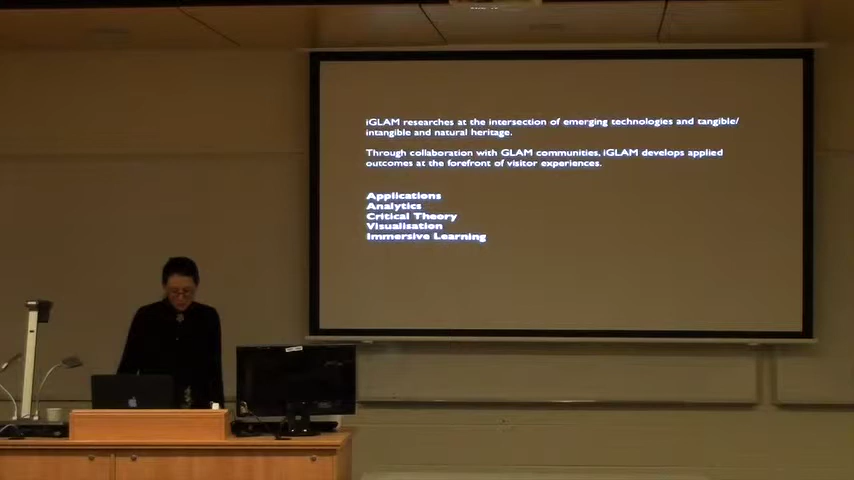 iGLAM researches at the intersection of emerging technologies and tangible/
intangible and natural heritage.
Through collaboration with GLAM communities, iGLAM develops applied
outcomes at the forefront of visitor experiences.
Applications
Analytics
Critical Theory
Visualisation
Immersive Learning